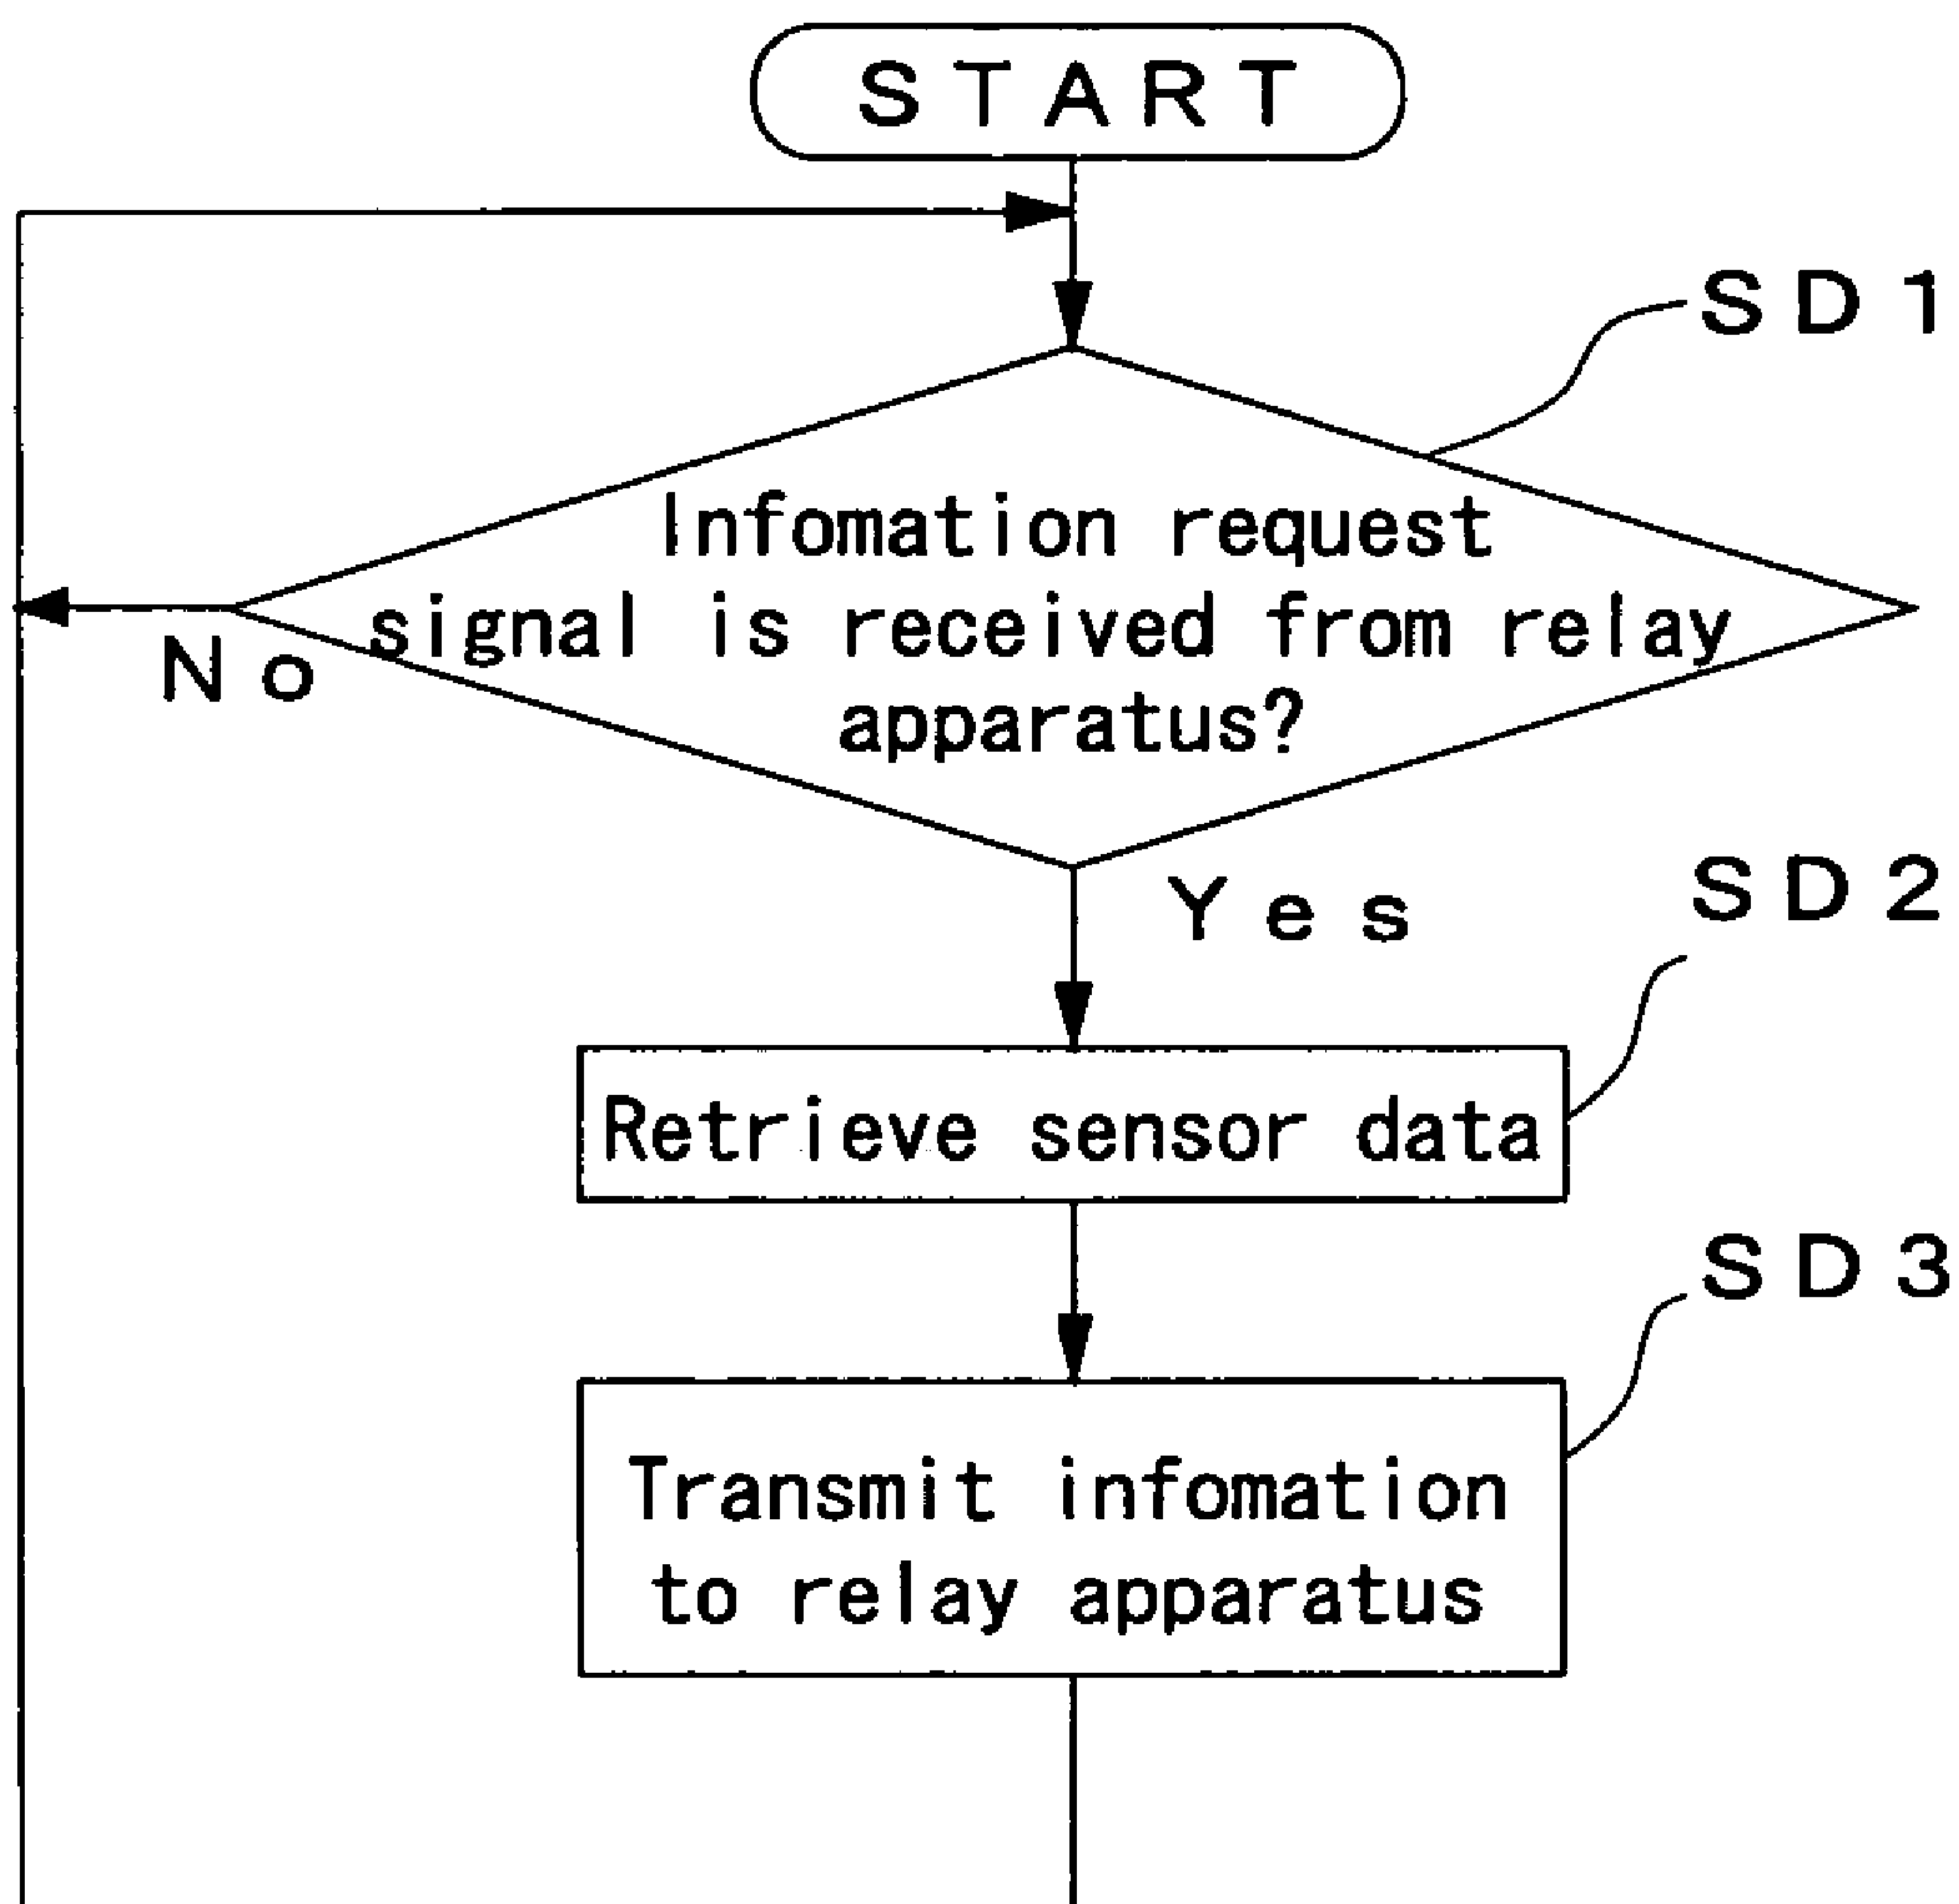 START
SD1
Infomation request
signal is received from relay
apparatus?
No
Yes
SD2
Retrieve sensor data
SD3
Transmit infomation
to relay apparatus